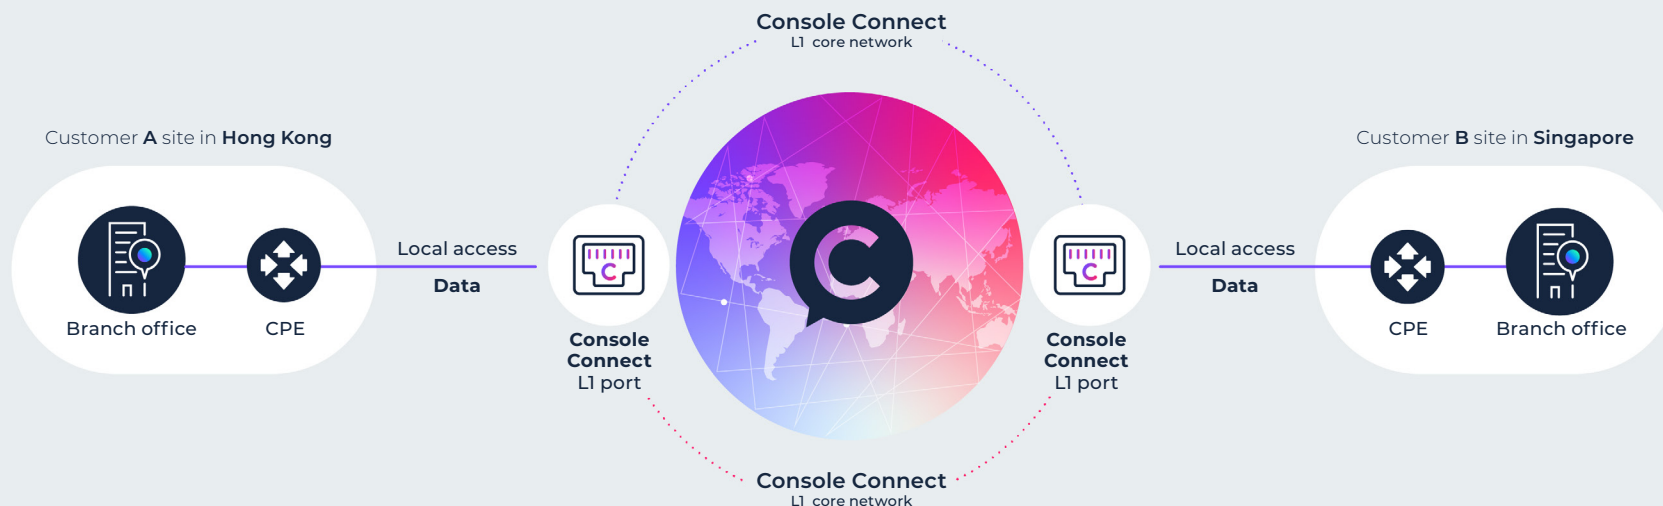 Console Connect
L1 core network
Customer A site in Hong Kong
Customer B site in Singapore
Branch office
CPE
Local access
Data
Console
Connect
L1 port
Console
Connect
L1 port
Local access
Data
CPE
Branch office
Console Connect
L1 core network